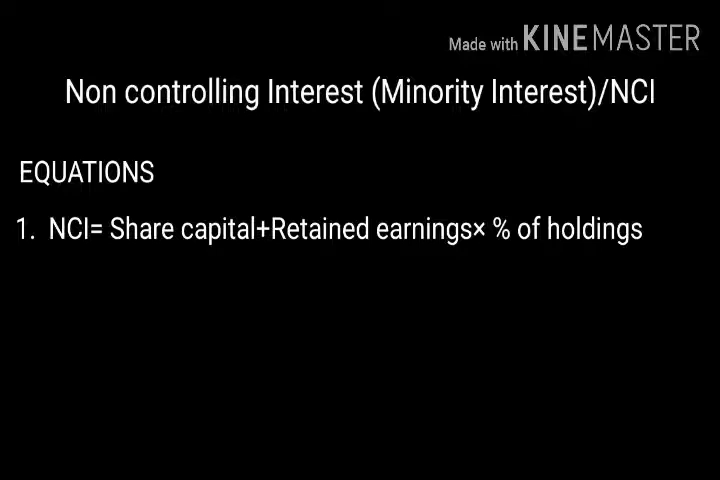 Made with KINEMASTER
Non controlling Interest (Minority Interest)/NCI
EQUATIONS
1. NCI= Share capital+Retained earnings× % of holdings